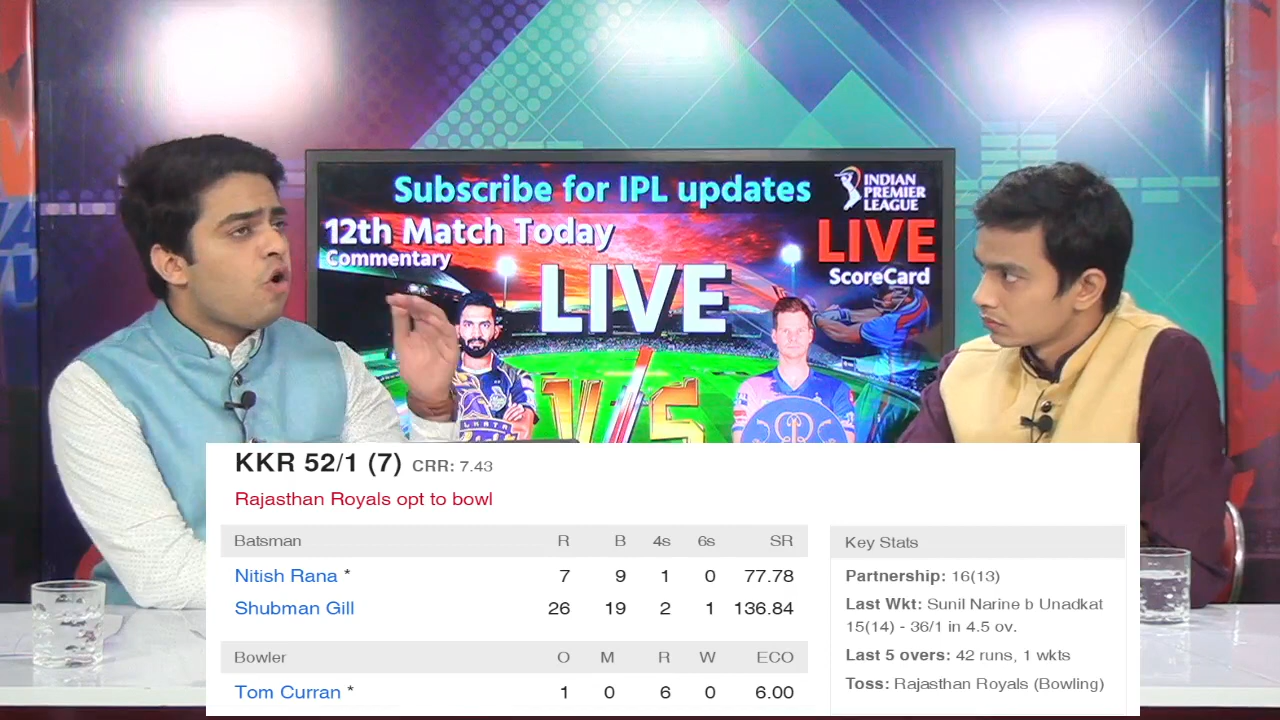 Subscribe for IPL updates
INDIAN
PREMIER
LEAGUE
12th Match Today
Commentary
LIVE
LIVE
ScoreCard
V/S
KKR 52/1 (7) CRR: 7.43
Rajasthan Royals opt to bowl
Batsman R B 4s 6s SR
Nitish Rana * 7 9 1 0 77.78
Shubman Gill 26 19 2 1 136.84
Bowler O M R W ECO
Tom Curran * 1 0 6 0 6.00
Key Stats
Partnership: 16(13)
Last Wkt: Sunil Narine b Unadkat
15(14) - 36/1 in 4.5 ov.
Last 5 overs: 42 runs, 1 wkts
Toss: Rajasthan Royals (Bowling)